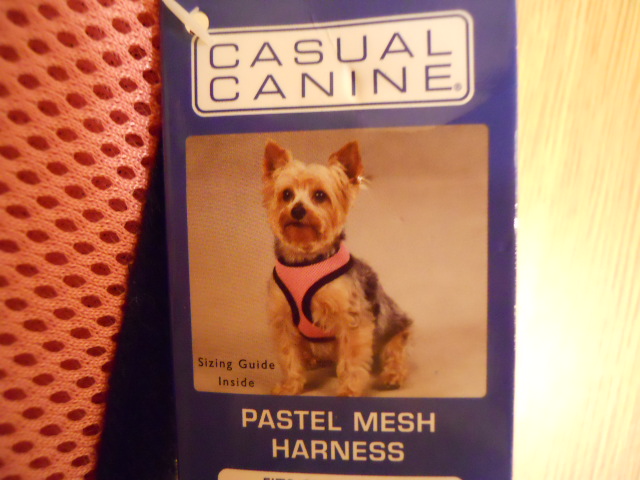 CASUAL
CANINE®
Sizing Guide
Inside
PASTEL MESH
HARNESS